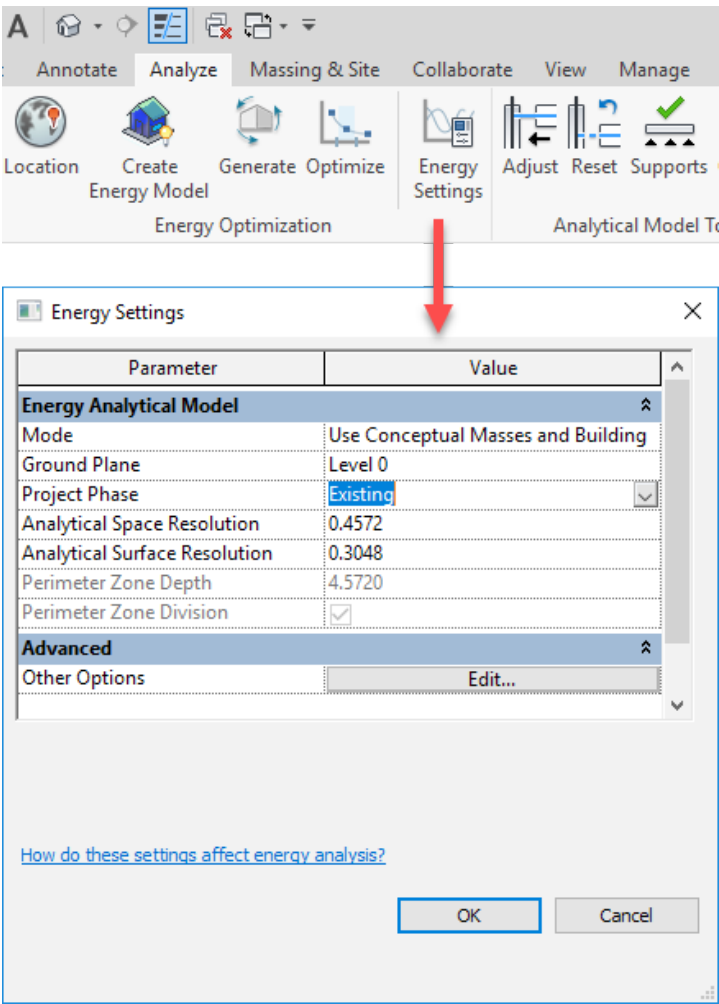 A
Annotate Analyze Massing & Site Collaborate View Manage
Location Create Energy Model Generate Optimize Energy Settings Adjust Reset Supports
Energy Optimization Analytical Model To
Energy Settings
Parameter Value
Energy Analytical Model
Mode Use Conceptual Masses and Building
Ground Plane Level 0
Project Phase Existing
Analytical Space Resolution 0.4572
Analytical Surface Resolution 0.3048
Perimeter Zone Depth 4.5720
Perimeter Zone Division
Advanced
Other Options Edit...
How do these settings affect energy analysis?
OK Cancel